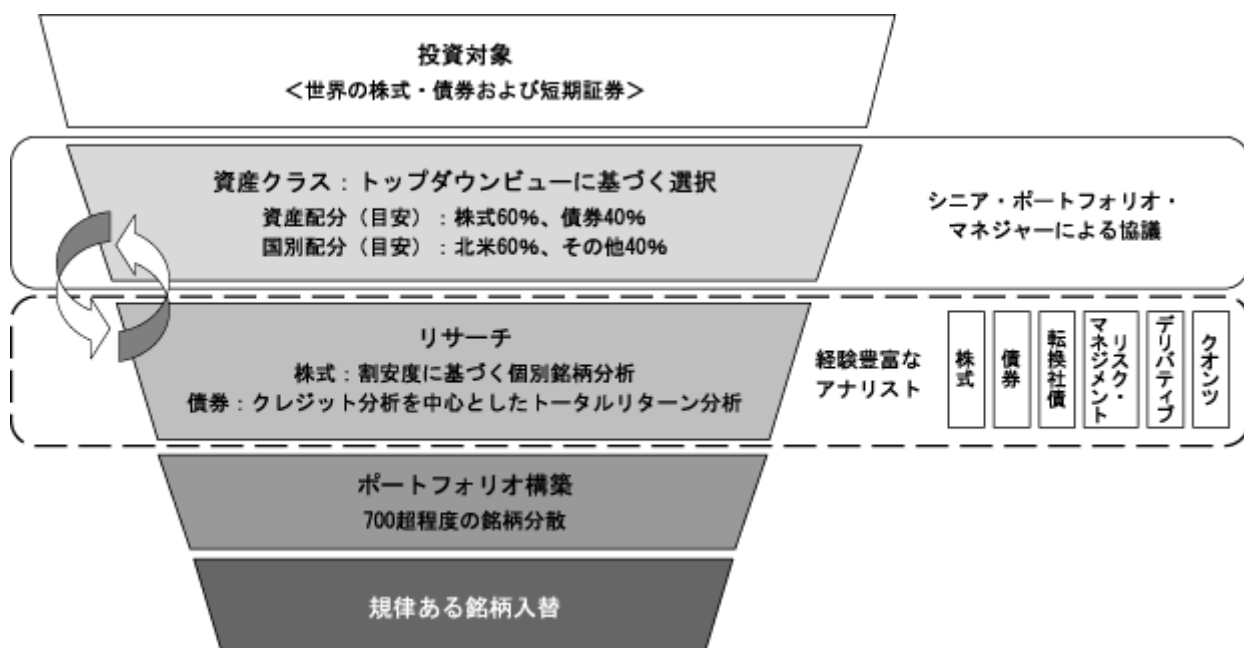 投資対象
＜世界の株式・債券および短期証券＞
資産クラス：トップダウンビューに基づく選択
資産配分（目安）：株式60%、債券40%
国別配分（目安）：北米60%、その他40%
シニア・ポートフォリオ・
マネジャーによる協議
リサーチ
株式：割安度に基づく個別銘柄分析
債券：クレジット分析を中心としたトータルリターン分析
経験豊富な
アナリスト
株式
債券
転換社債
リスク・
マネジメント
デリバティブ
クオンツ
ポートフォリオ構築
700超程度の銘柄分散
規律ある銘柄入替